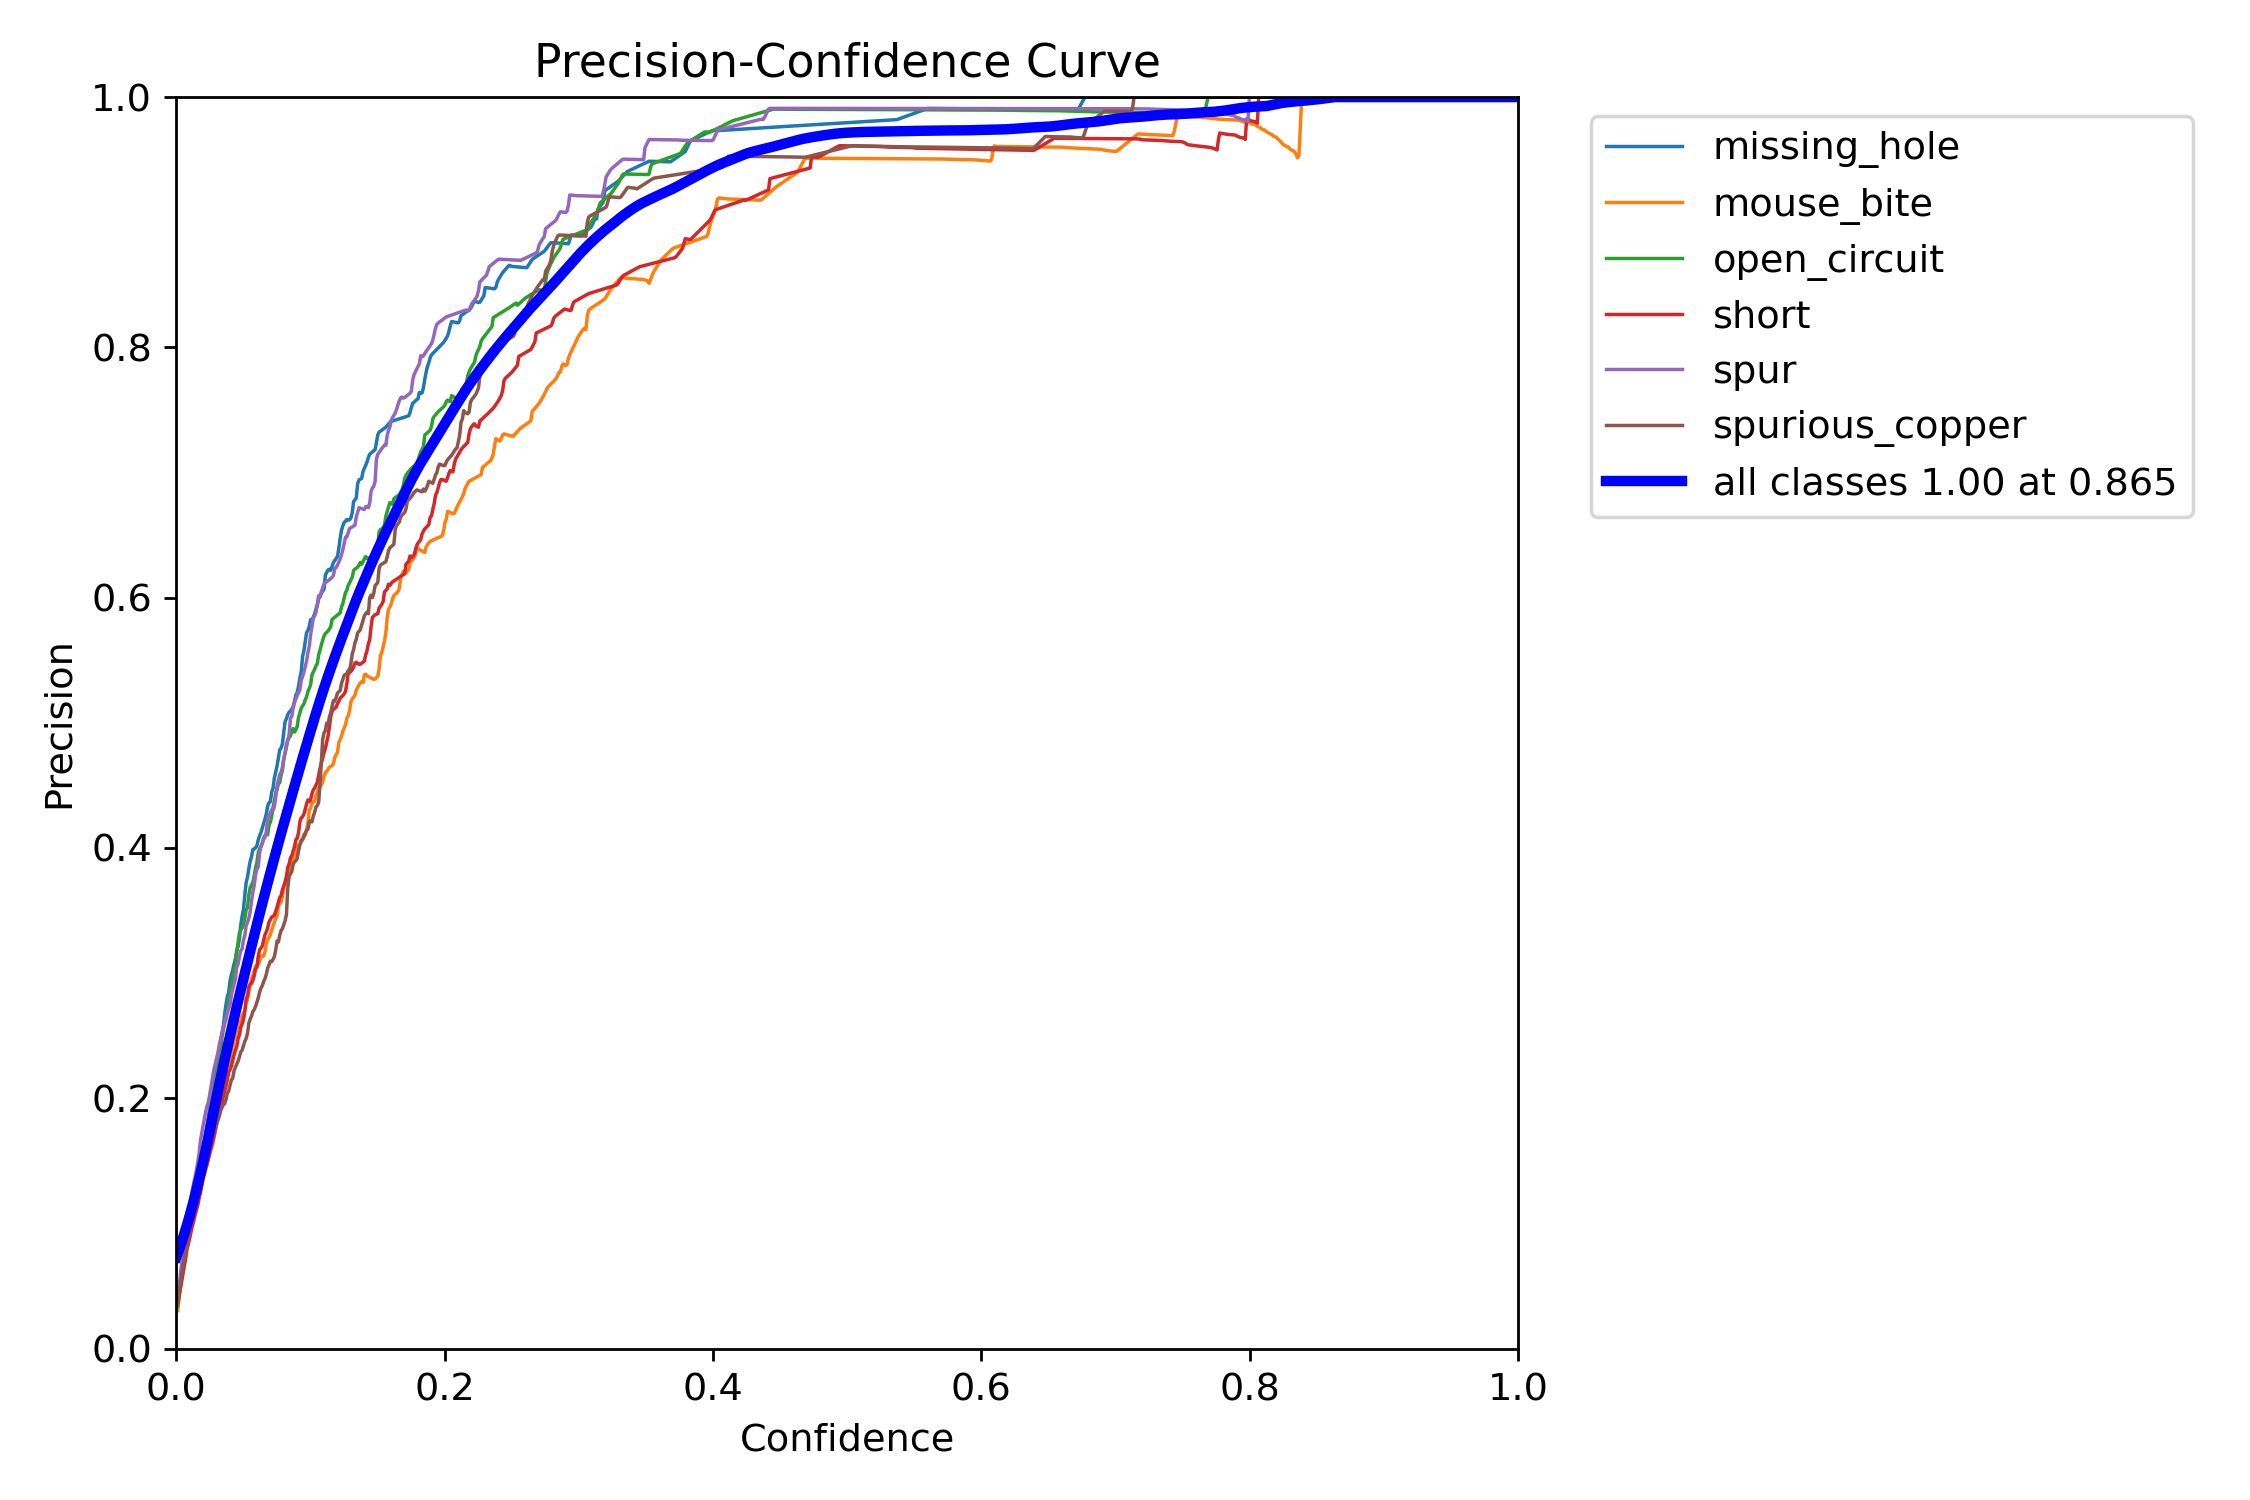 Precision-Confidence Curve
1.0
0.8
0.6
0.4
0.2
0.0
Precision
0.0 0.2 0.4 0.6 0.8 1.0
Confidence
missing_hole
mouse_bite
open_circuit
short
spur
spurious_copper
all classes 1.00 at 0.865